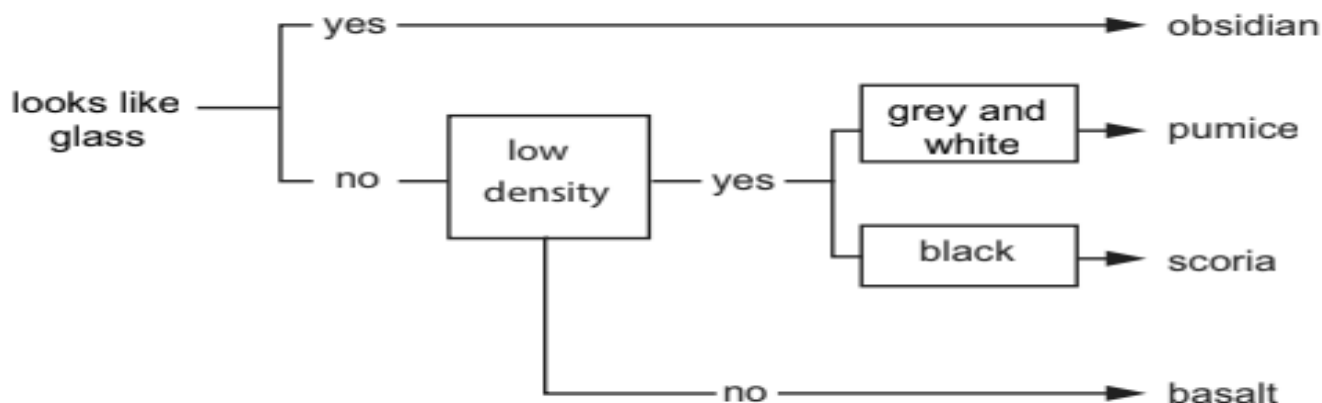 yes
obsidian
looks like
glass
grey and
white
pumice
low
density
no
yes
black
scoria
no
basalt